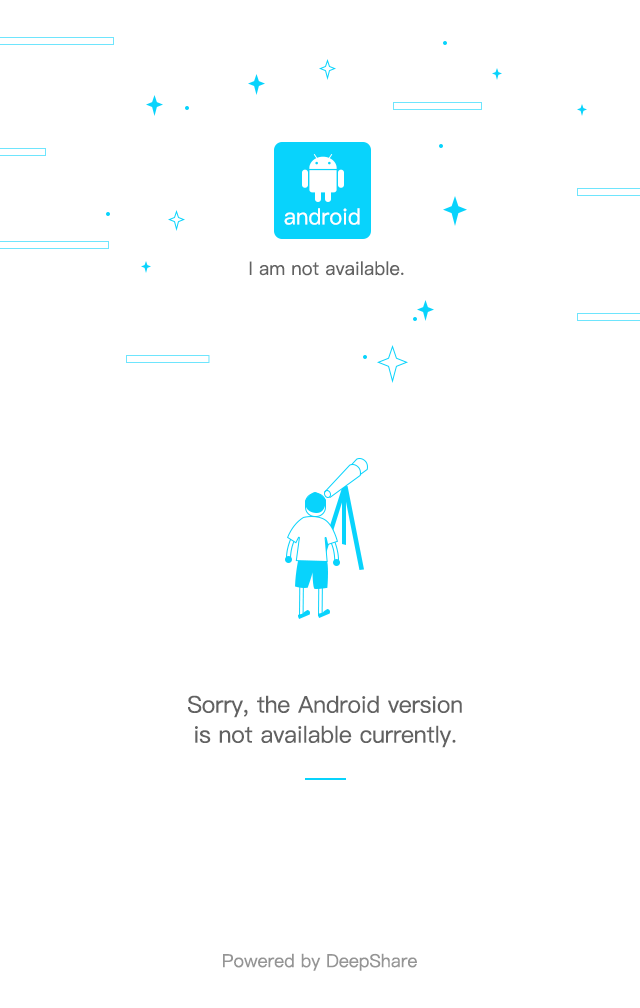 android
I am not available.
Sorry, the Android version
is not available currently.
Powered by DeepShare